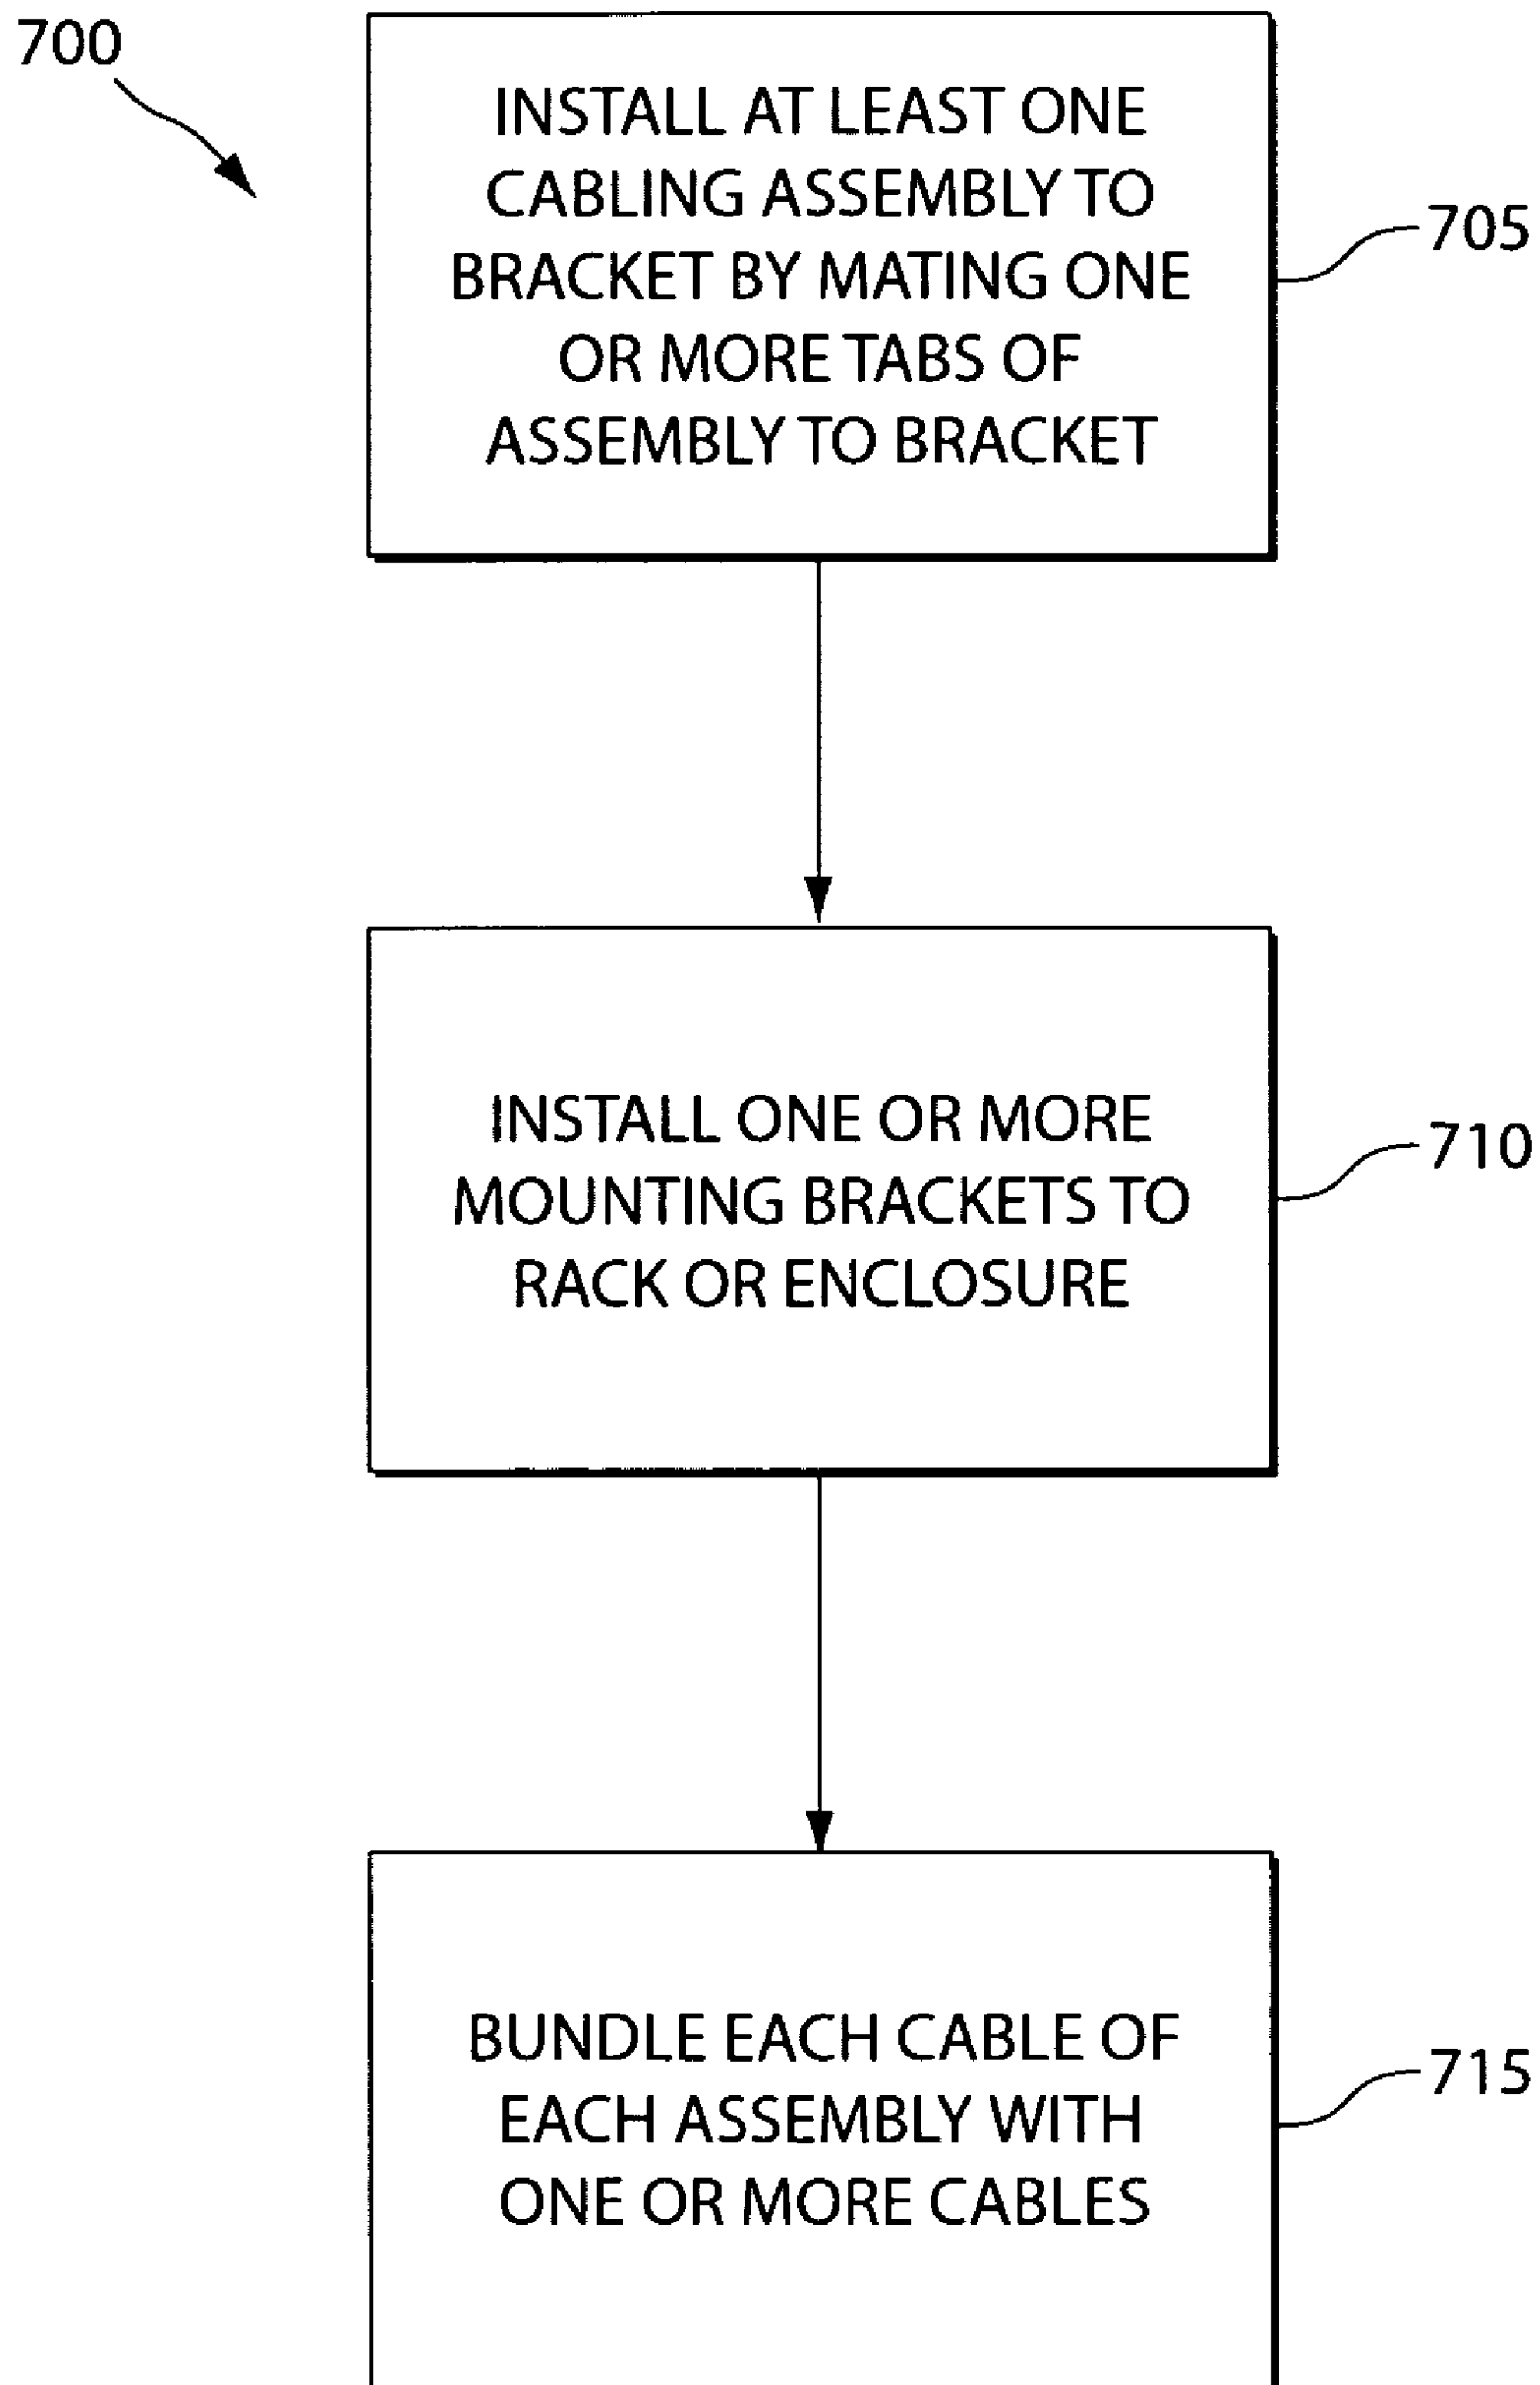 700
INSTALL AT LEAST ONE
CABLING ASSEMBLY TO
BRACKET BY MATING ONE
OR MORE TABS OF
ASSEMBLY TO BRACKET
705
INSTALL ONE OR MORE
MOUNTING BRACKETS TO
RACK OR ENCLOSURE
710
BUNDLE EACH CABLE OF
EACH ASSEMBLY WITH
ONE OR MORE CABLES
715